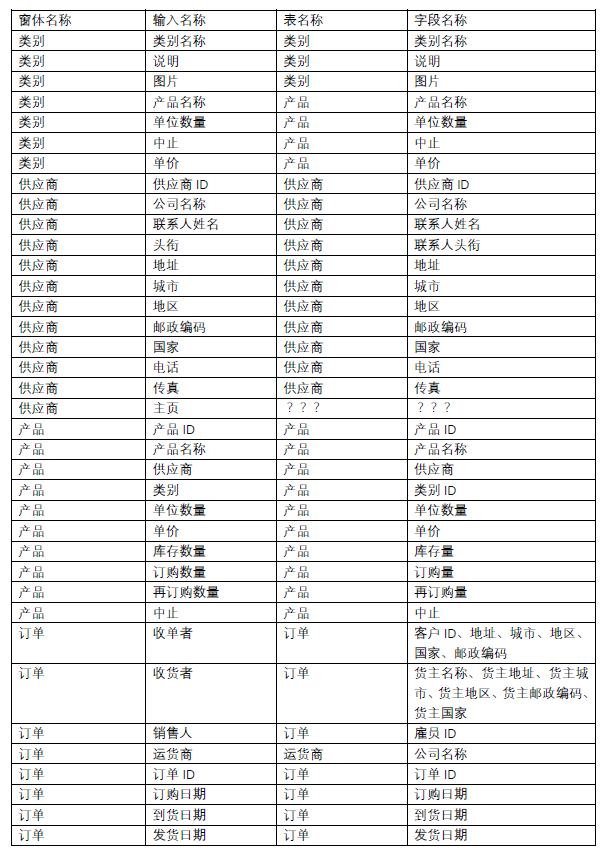 窗体名称 输入名称 表名称 字段名称
类别 类别名称 类别 类别名称
类别 说明 类别 说明
类别 图片 类别 图片
类别 产品名称 产品 产品名称
类别 单位数量 产品 单位数量
类别 中止 产品 中止
类别 单价 产品 单价
供应商 供应商 ID 供应商 供应商 ID
供应商 公司名称 供应商 公司名称
供应商 联系人姓名 供应商 联系人姓名
供应商 头衔 供应商 联系人头衔
供应商 地址 供应商 地址
供应商 城市 供应商 城市
供应商 地区 供应商 地区
供应商 邮政编码 供应商 邮政编码
供应商 国家 供应商 国家
供应商 电话 供应商 电话
供应商 传真 供应商 传真
供应商 主页 ？？？ ？？？
产品 产品 ID 产品 产品 ID
产品 产品名称 产品 产品名称
产品 供应商 产品 供应商
产品 类别 产品 类别 ID
产品 单位数量 产品 单位数量
产品 单价 产品 单价
产品 库存数量 产品 库存量
产品 订购数量 产品 订购量
产品 再订购数量 产品 再订购量
产品 中止 产品 中止
订单 收单者 订单 客户 ID、地址、城市、地区、
国家、邮政编码
订单 收货者 订单 货主名称、货主地址、货主城
市、货主地区、货主邮政编码、
货主国家
订单 销售人 订单 雇员 ID
订单 运货商 运货商 公司名称
订单 订单 ID 订单 订单 ID
订单 订购日期 订单 订购日期
订单 到货日期 订单 到货日期
订单 发货日期 订单 发货日期